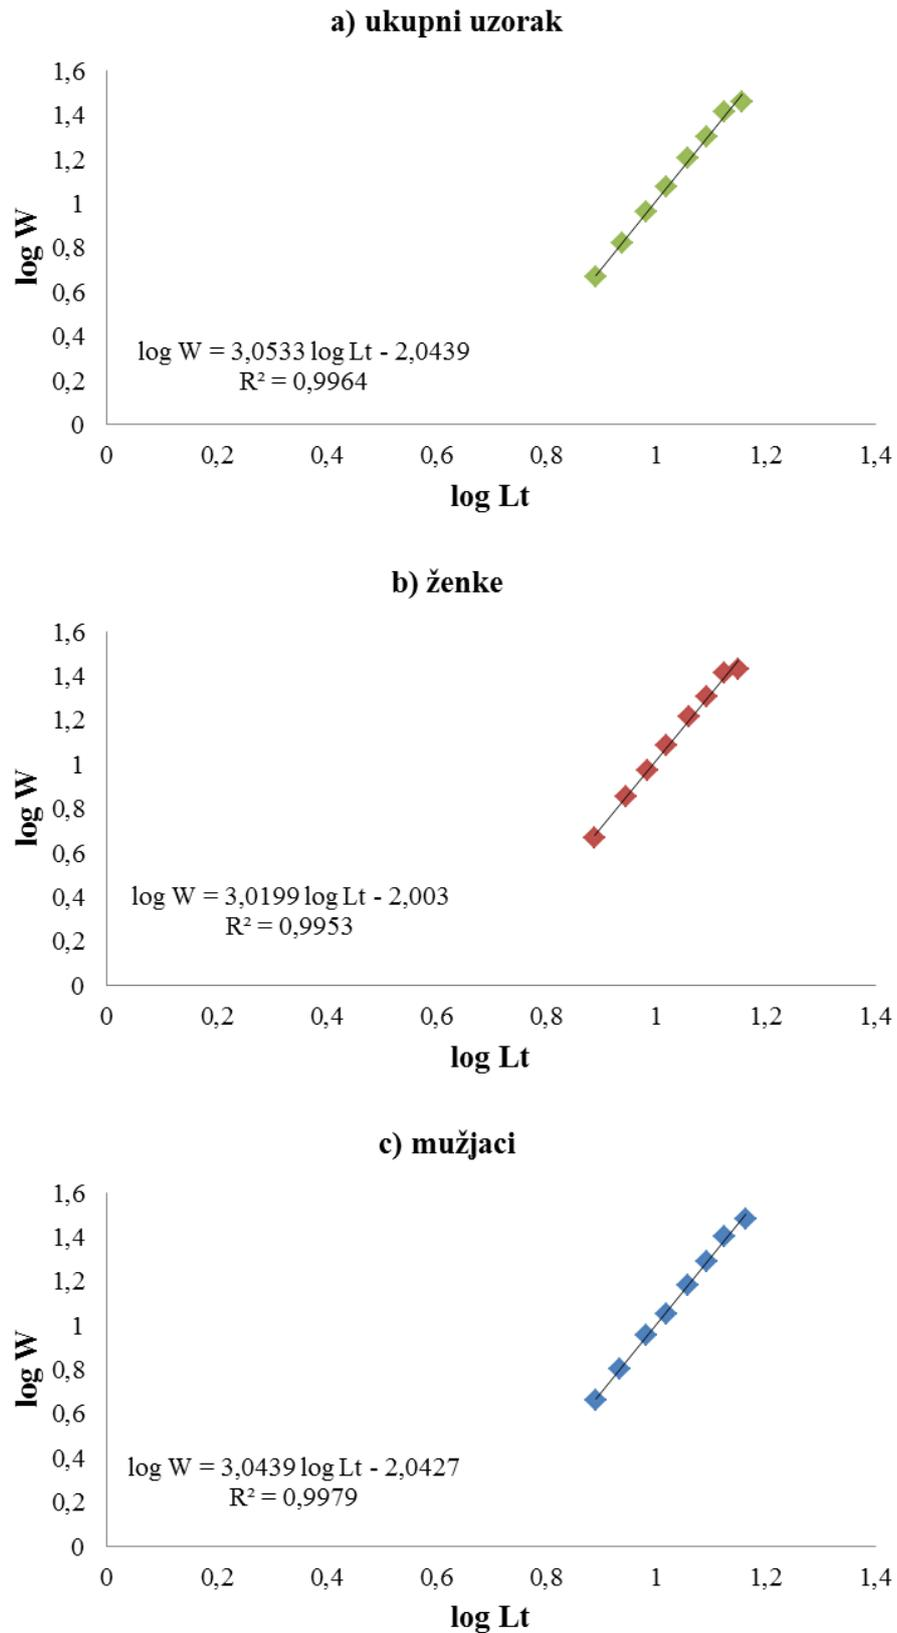 a) ukupni uzorak
1,6
1,4
1,2
1
0,8
0,6
0,4
0,2
0
log W
log W = 3,0533 log Lt - 2,0439
R² = 0,9964
0 0,2 0,4 0,6 0,8 1 1,2 1,4
log Lt
b) ženke
1,6
1,4
1,2
1
0,8
0,6
0,4
0,2
0
log W
log W = 3,0199 log Lt - 2,003
R² = 0,9953
0 0,2 0,4 0,6 0,8 1 1,2 1,4
log Lt
c) mužjaci
1,6
1,4
1,2
1
0,8
0,6
0,4
0,2
0
log W
log W = 3,0439 log Lt - 2,0427
R² = 0,9979
0 0,2 0,4 0,6 0,8 1 1,2 1,4
log Lt